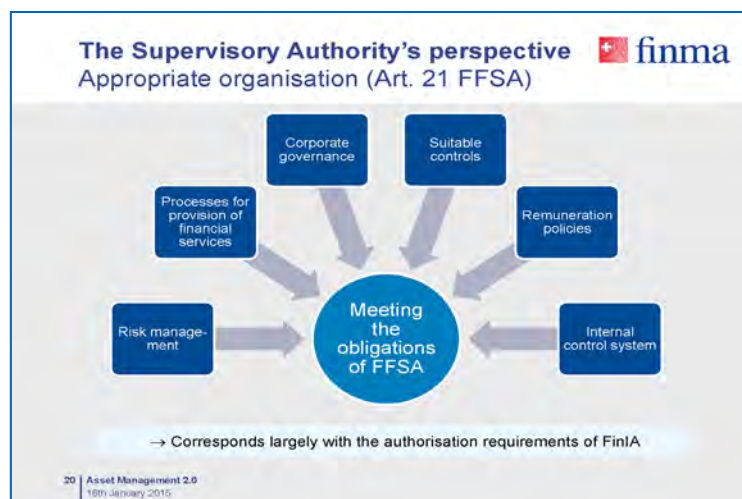 The Supervisory Authority's perspective
Appropriate organisation (Art. 21 FFSA)
finma
Corporate
governance
Suitable
controls
Processes for
provision of
financial
services
Remuneration
policies
Risk manage-
ment
Meeting
the
obligations
of FFSA
Internal
control system
→ Corresponds largely with the authorisation requirements of FinIA
20 | Asset Management 2.0
16th January 2015